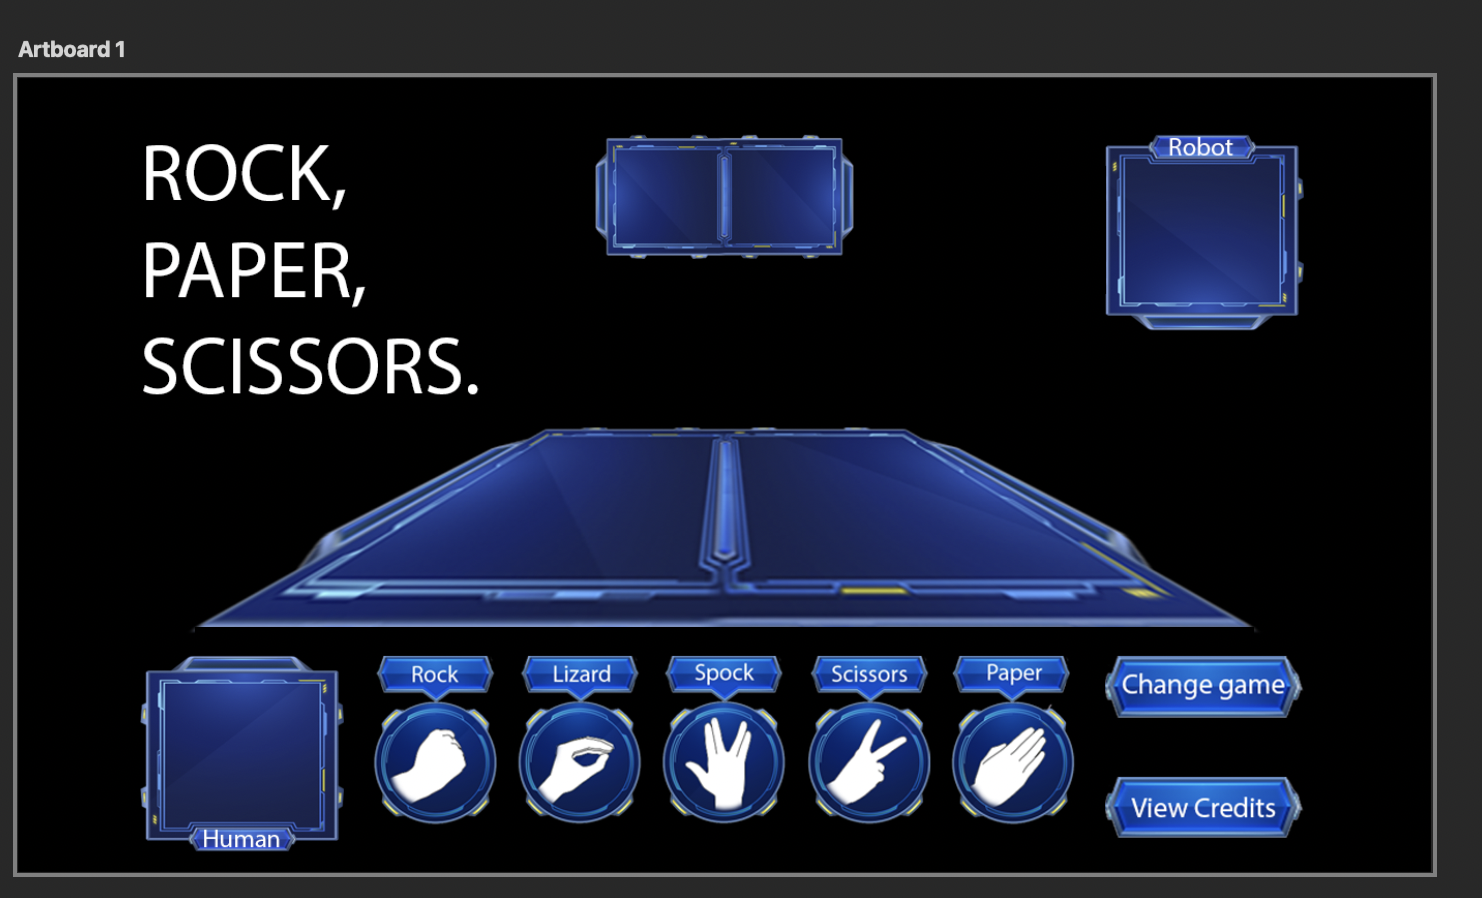 Artboard 1
ROCK,
PAPER,
SCISSORS.
Robot
Rock
Lizard
Spock
Scissors
Paper
Change game
View Credits
Human